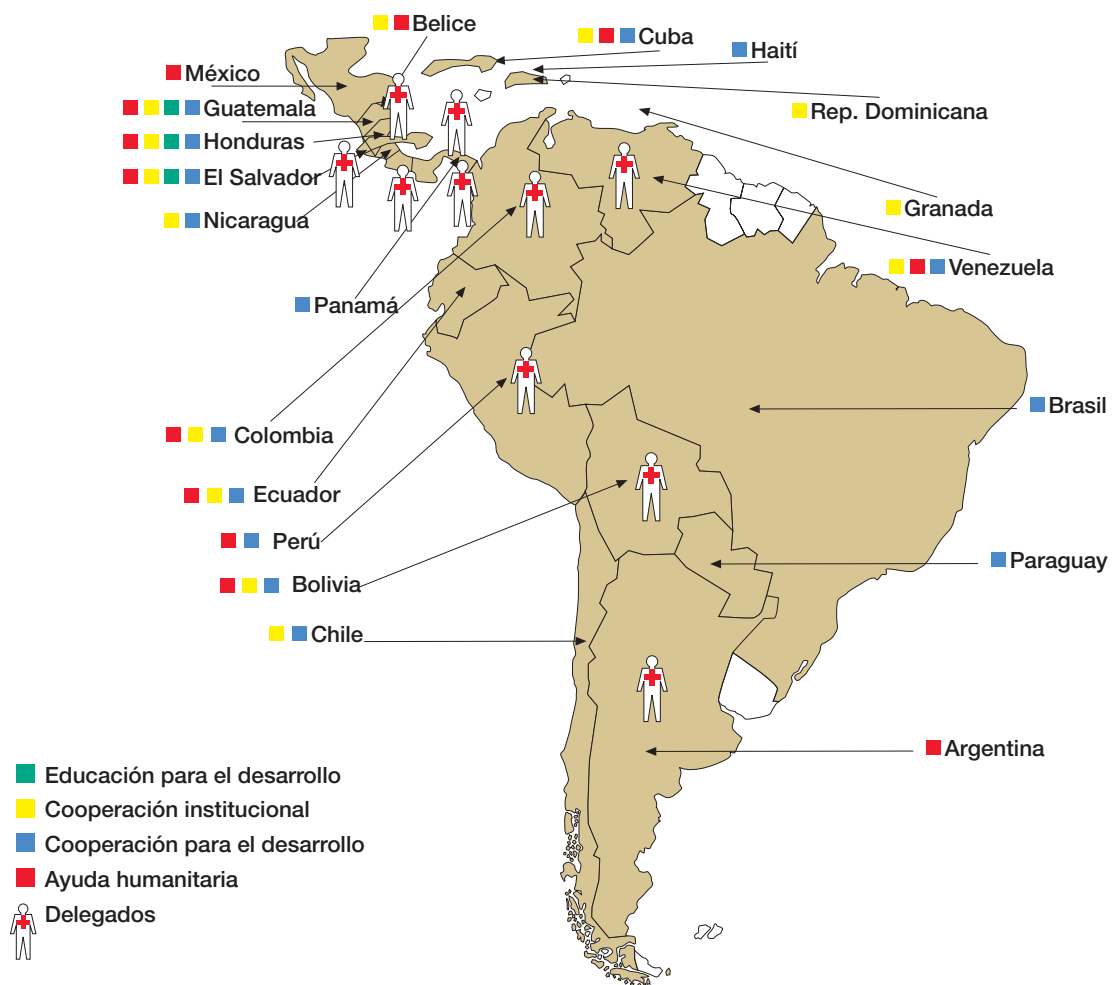 Belice
Cuba
Haití
México
Guatemala
Rep. Dominicana
Honduras
El Salvador
Nicaragua
Granada
Venezuela
Panamá
Brasil
Colombia
Ecuador
Perú
Paraguay
Bolivia
Chile
Argentina
Educación para el desarrollo
Cooperación institucional
Cooperación para el desarrollo
Ayuda humanitaria
Delegados